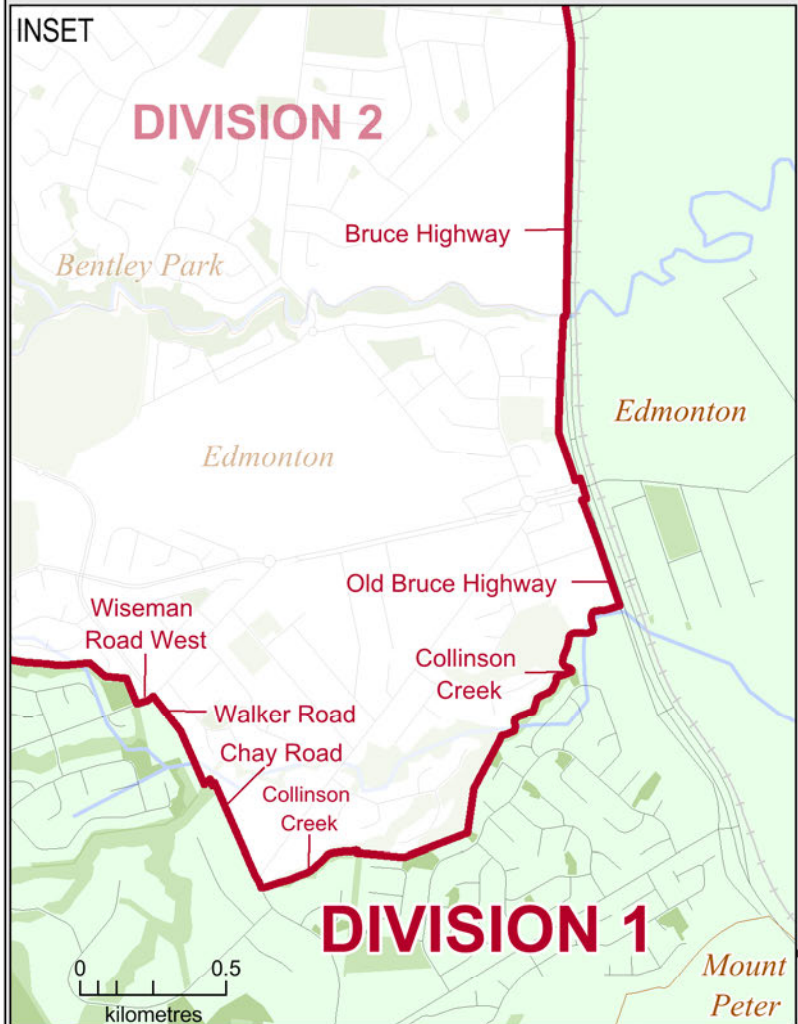 INSET
DIVISION 2
Bruce Highway
Bentley Park
Edmonton
Edmonton
Old Bruce Highway
Wiseman
Road West
Collinson
Creek
Walker Road
Chay Road
Collinson
Creek
DIVISION 1
Mount
Peter
0 0.5
kilometres